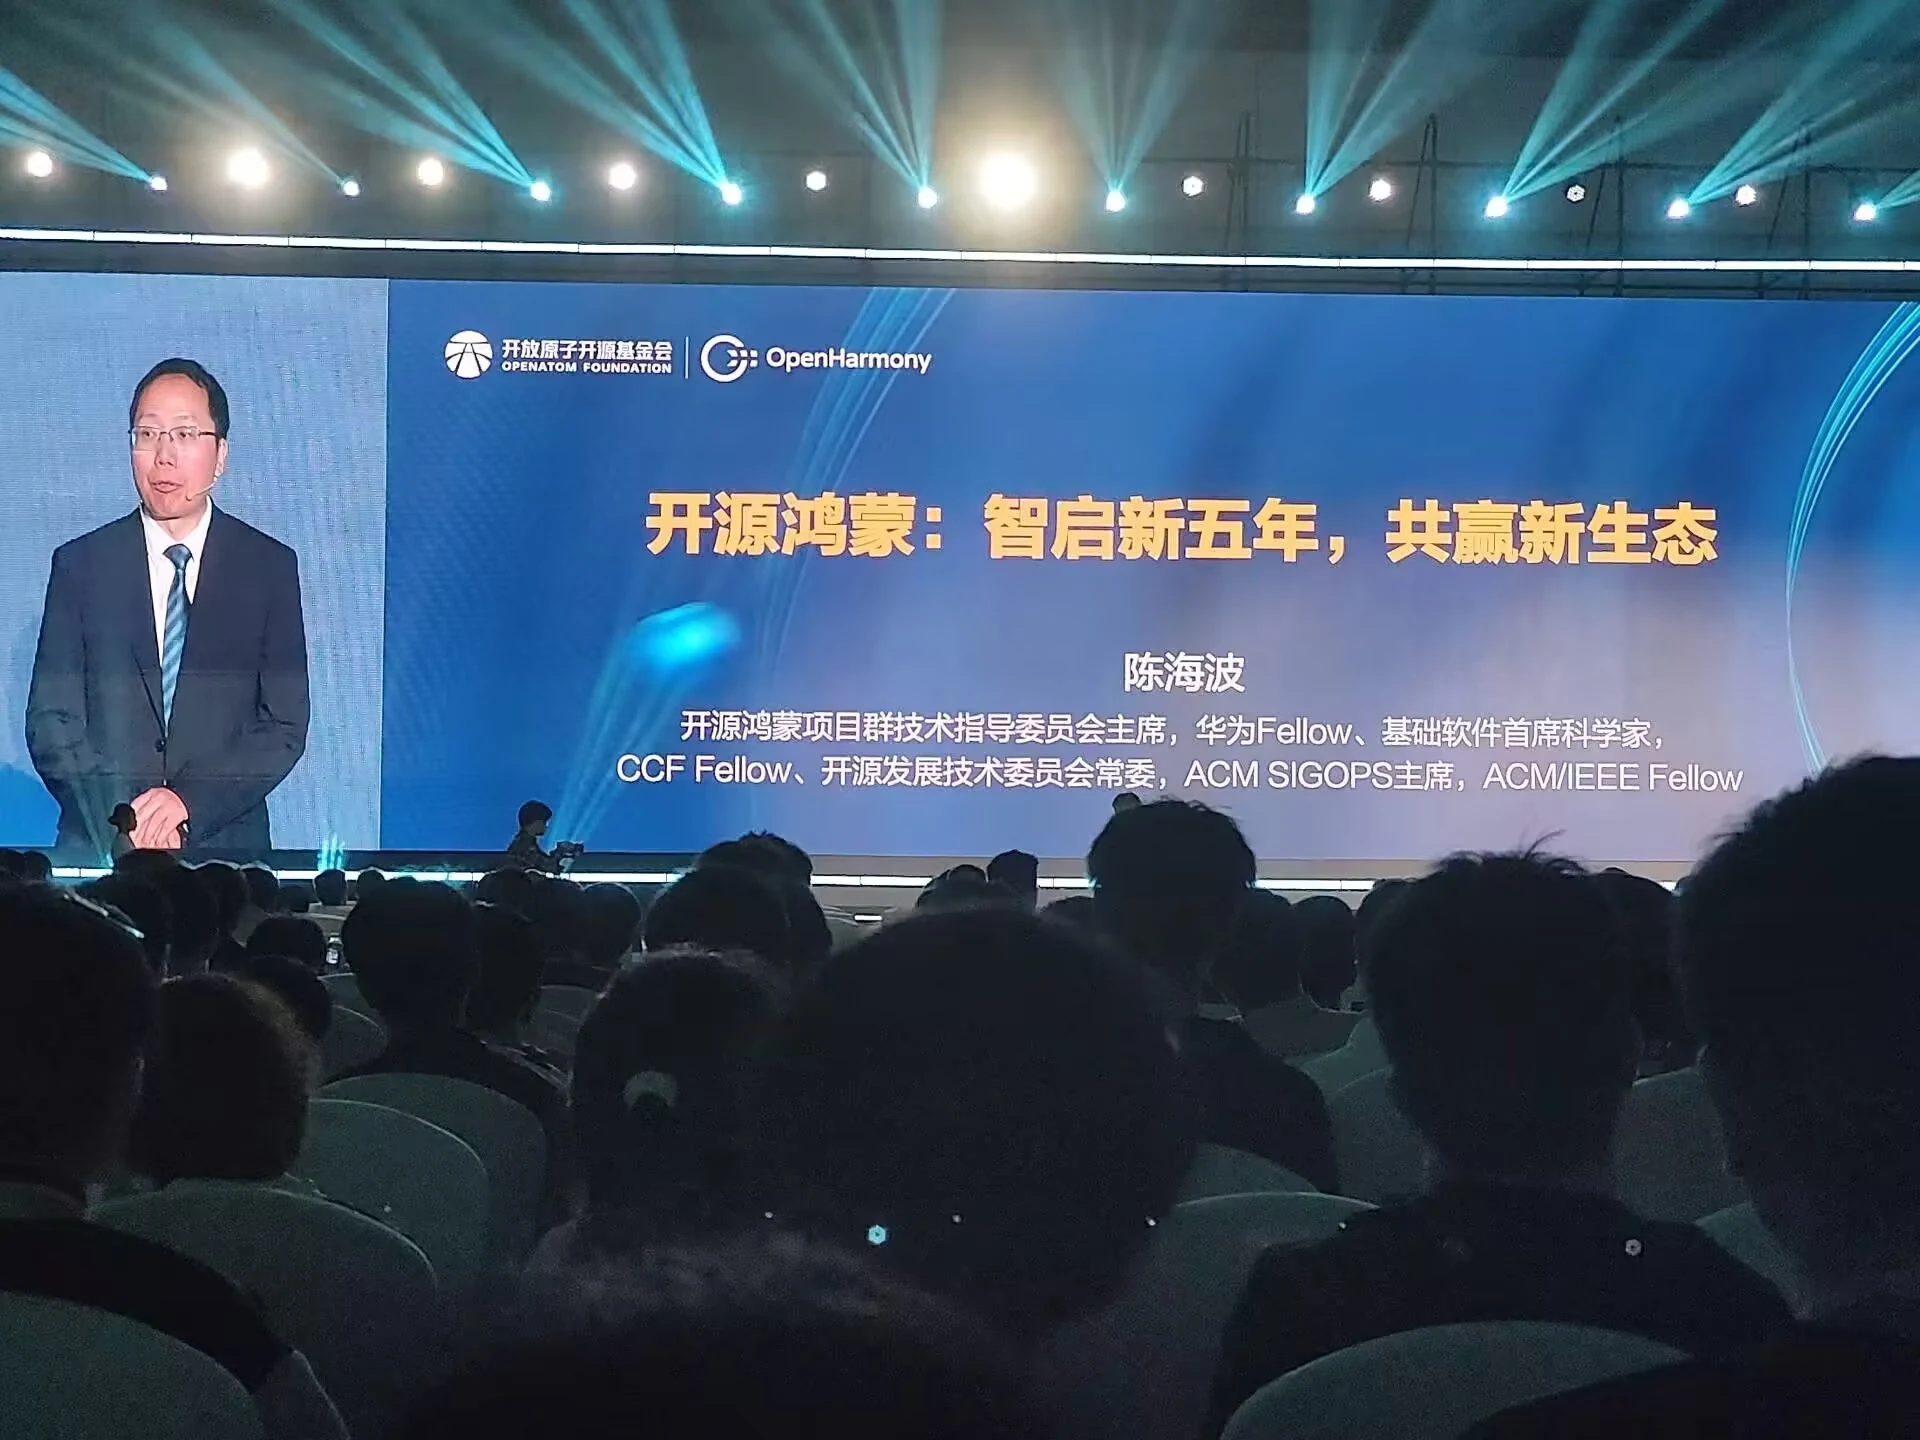 开放原子开源基金会
OPENATOM FOUNDATION
OpenHarmony
开源鸿蒙：智启新五年，共赢新生态
陈海波
开源鸿蒙项目群技术指导委员会主席，华为Fellow、基础软件首席科学家，
CCF Fellow、开源发展技术委员会常委，ACM SIGOPS主席，ACM/IEEE Fellow